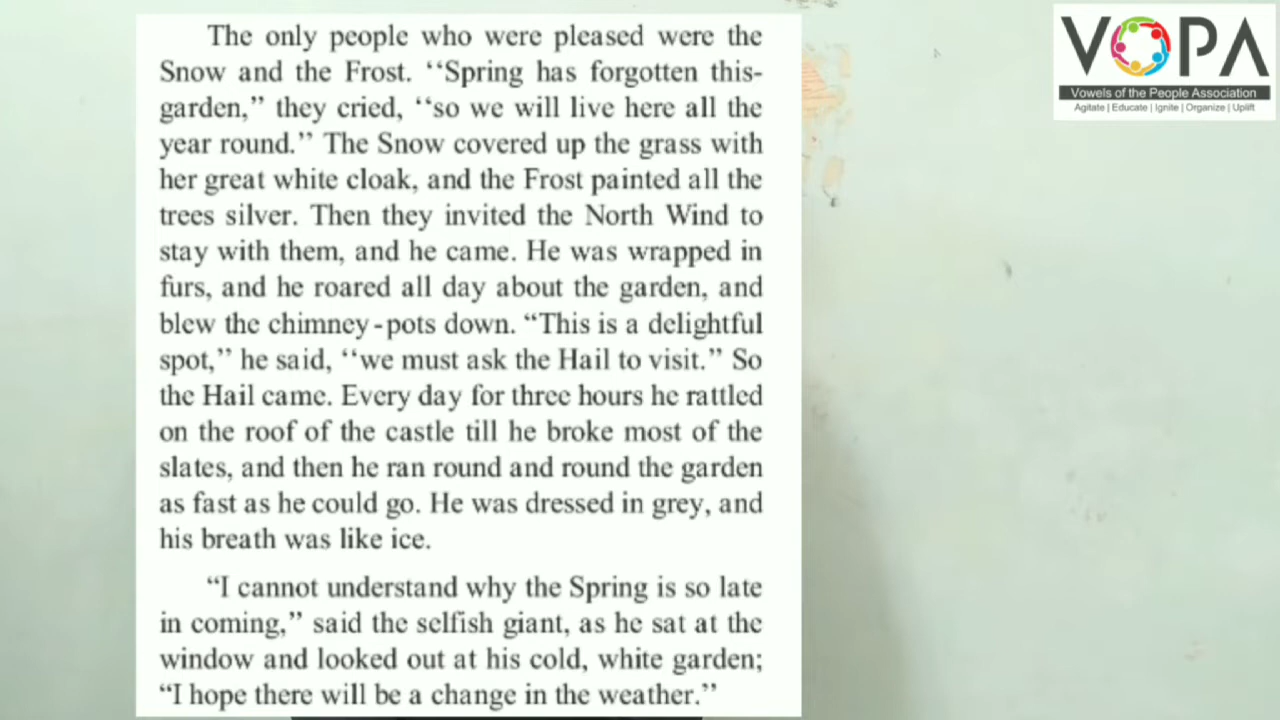 The only people who were pleased were the
Snow and the Frost. ‘‘Spring has forgotten this-
garden,” they cried, ‘‘so we will live here all the
year round.’’ The Snow covered up the grass with
her great white cloak, and the Frost painted all the
trees silver. Then they invited the North Wind to
stay with them, and he came. He was wrapped in
furs, and he roared all day about the garden, and
blew the chimney-pots down. “This is a delightful
spot,” he said, ‘‘we must ask the Hail to visit.” So
the Hail came. Every day for three hours he rattled
on the roof of the castle till he broke most of the
slates, and then he ran round and round the garden
as fast as he could go. He was dressed in grey, and
his breath was like ice.
“I cannot understand why the Spring is so late
in coming,” said the selfish giant, as he sat at the
window and looked out at his cold, white garden;
“I hope there will be a change in the weather.’’
VOPA
Vowels of the People Association
Agitate | Educate | Ignite | Organize | Uplift